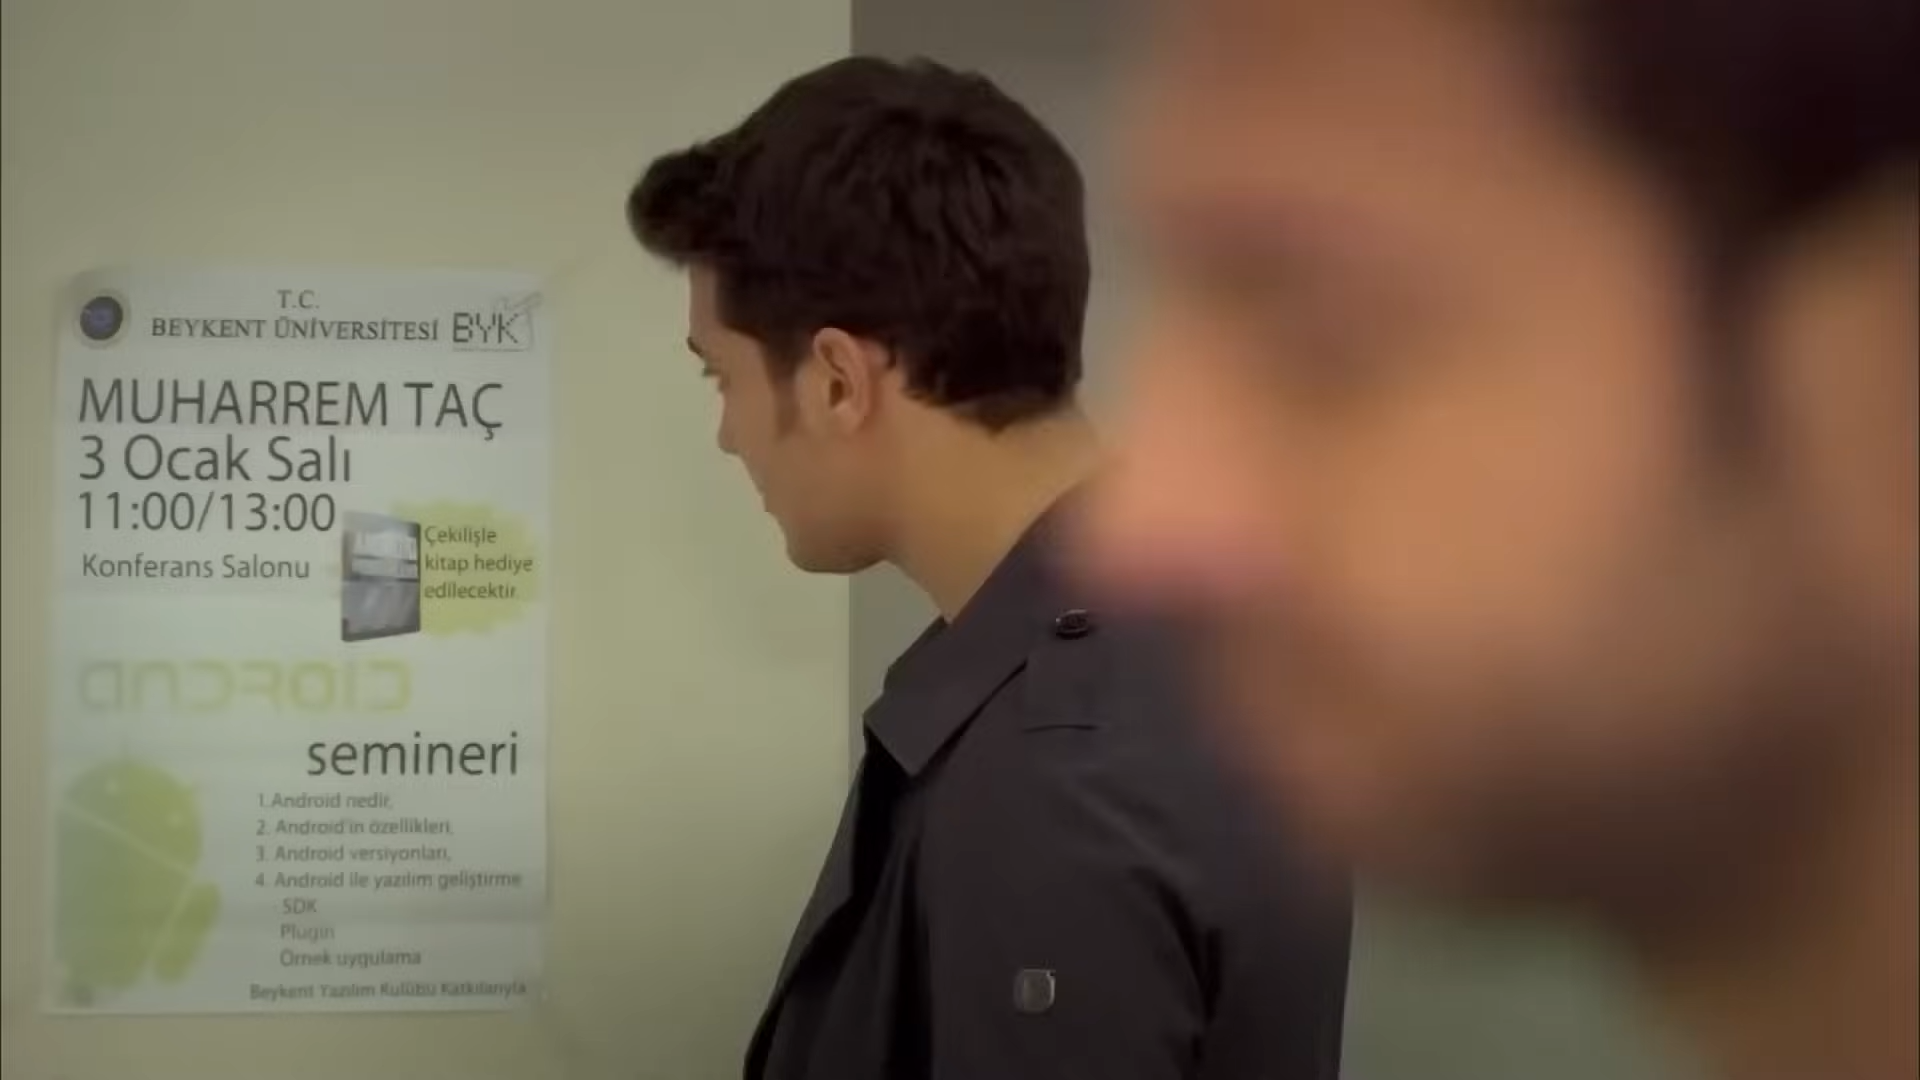 T.C.
BEYKENT ÜNİVERSİTESİ BYK
MUHARREM TAÇ
3 Ocak Salı
11:00/13:00
Konferans Salonu
Çekilişle
kitap hediye
edilecektir.
ANDROID
semineri
1.Android nedir,
2. Android'in özellikleri,
3. Android versiyonları,
4. Android ile yazılım geliştirme
- SDK
Plugin
Örnek uygulama
Beykent Yazılım Kulübü Katkılarıyla